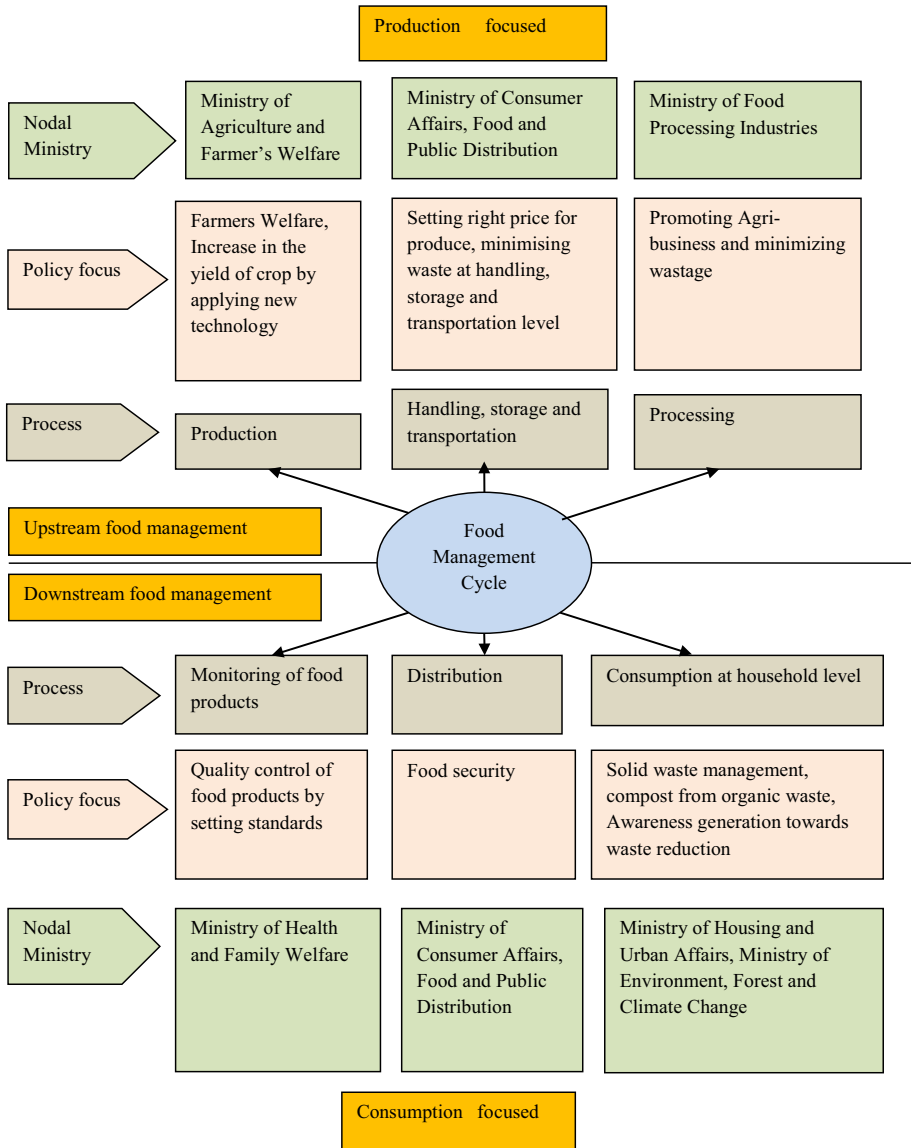 Production focused
Nodal
Ministry
Ministry of
Agriculture and
Farmer’s Welfare
Ministry of Consumer
Affairs, Food and
Public Distribution
Ministry of Food
Processing Industries
Policy focus
Farmers Welfare,
Increase in the
yield of crop by
applying new
technology
Setting right price for
produce, minimising
waste at handling,
storage and
transportation level
Promoting Agri-
business and minimizing
wastage
Process
Production
Handling, storage and
transportation
Processing
Upstream food management
Food
Management
Cycle
Downstream food management
Process
Monitoring of food
products
Distribution
Consumption at household level
Policy focus
Quality control of
food products by
setting standards
Food security
Solid waste management,
compost from organic waste,
Awareness generation towards
waste reduction
Nodal
Ministry
Ministry of Health
and Family Welfare
Ministry of
Consumer Affairs,
Food and Public
Distribution
Ministry of Housing and
Urban Affairs, Ministry of
Environment, Forest and
Climate Change
Consumption focused